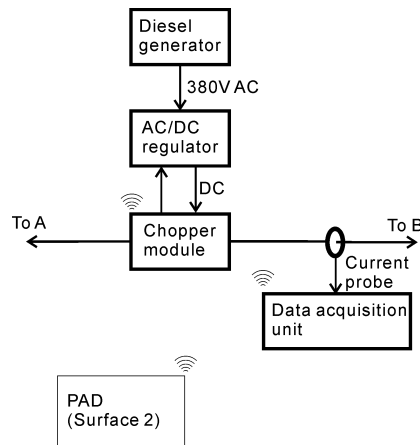 Diesel
generator
380V AC
AC/DC
regulator
DC
To A
Chopper
module
To B
Current
probe
Data acquisition
unit
PAD
(Surface 2)